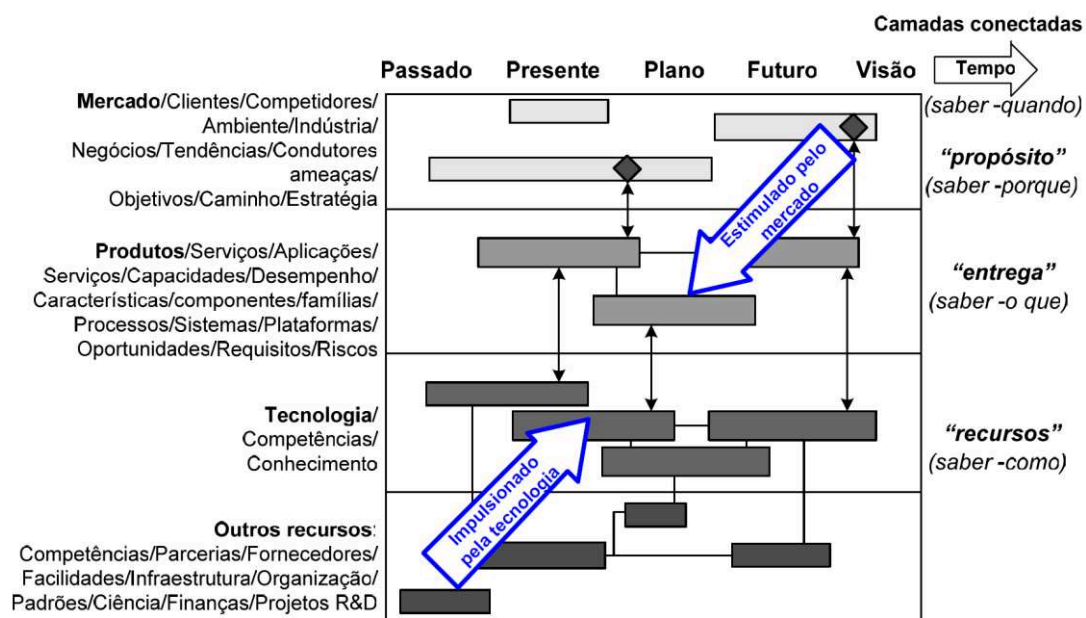 Camadas conectadas
Passado Presente Plano Futuro Visão Tempo
Mercado/Clientes/Competidores/
Ambiente/Indústria/
Negócios/Tendências/Condutores
ameaças/
Objetivos/Caminho/Estratégia
(saber -quando)
“propósito”
(saber -porque)
Estimulado pelo
mercado
Produtos/Serviços/Aplicações/
Serviços/Capacidades/Desempenho/
Características/componentes/famílias/
Processos/Sistemas/Plataformas/
Oportunidades/Requisitos/Riscos
“entrega”
(saber -o que)
Tecnologia/
Competências/
Conhecimento
“recursos”
(saber -como)
Impulsionado
pela tecnologia
Outros recursos:
Competências/Parcerias/Fornecedores/
Facilidades/Infraestrutura/Organização/
Padrões/Ciência/Finanças/Projetos R&D